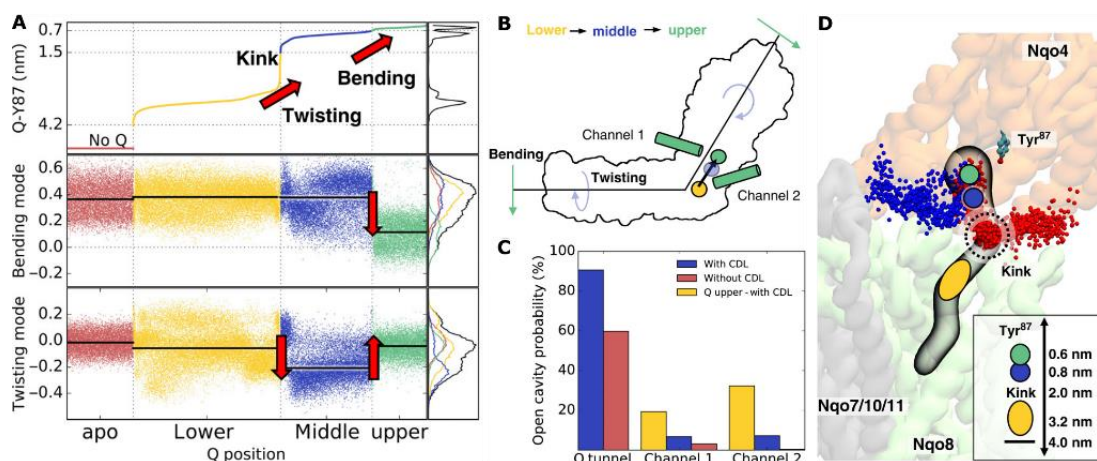 A
Q-Y87 (nm)
0.7
1.5
4.2
No Q
Kink
Twisting
Bending
Bending mode
0.6
0.4
0.2
0.0
−0.2
Twisting mode
0.2
0.0
−0.2
−0.4
apo
Lower
Middle
upper
Q position
B
Lower
middle
upper
Channel 1
Bending
Twisting
Channel 2
C
Open cavity probability (%)
100
80
60
40
20
With CDL
Without CDL
Q upper - with CDL
Q tunnel
Channel 1
Channel 2
D
Nqo4
Tyr87
Kink
Nqo7/10/11
Nqo8
Tyr87
0.6 nm
0.8 nm
Kink
2.0 nm
3.2 nm
4.0 nm